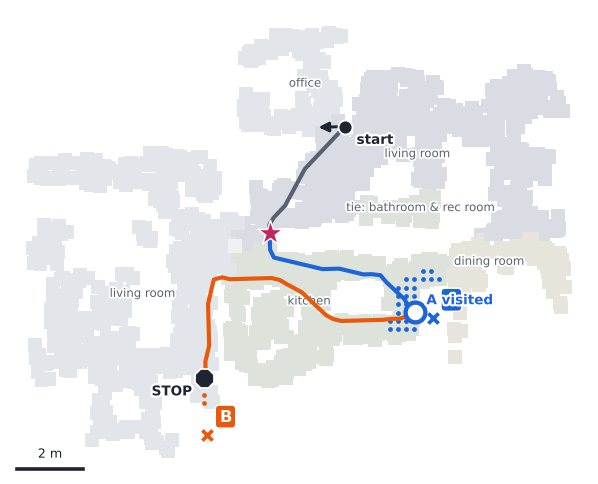 office
start
living room
tie: bathroom & rec room
dining room
living room
kitchen
A visited
STOP
B
2 m